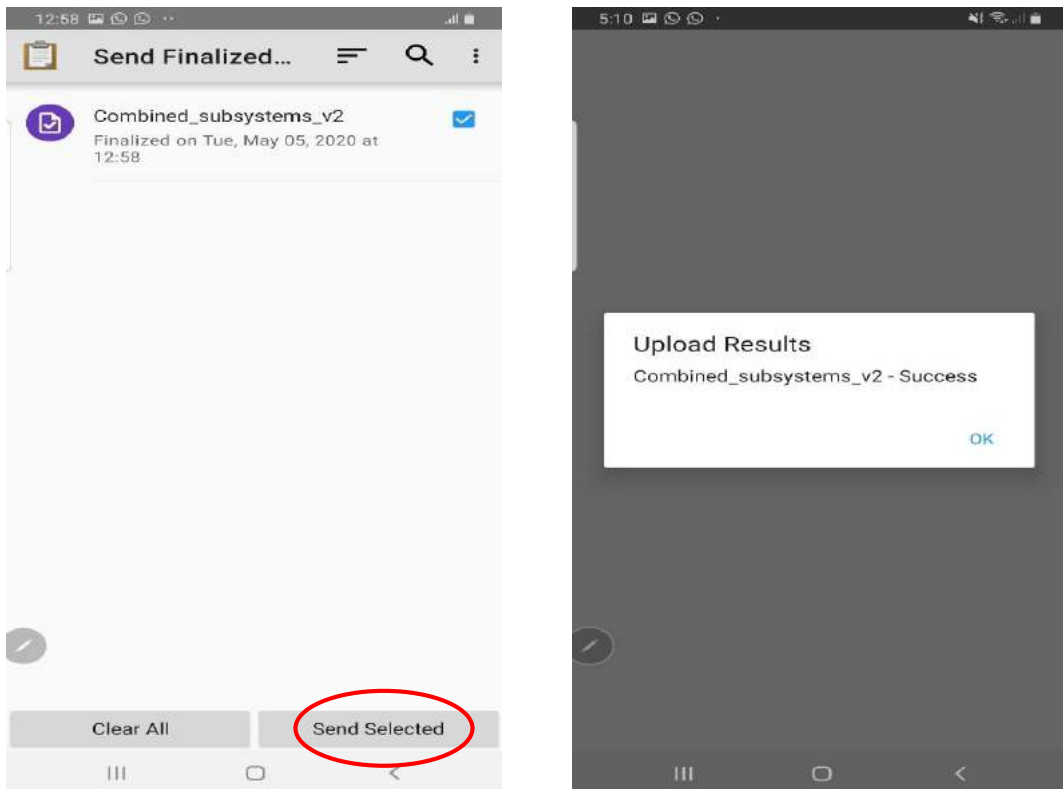 12:58
Send Finalized...
Combined_subsystems_v2
Finalized on Tue, May 05, 2020 at
12:58
Clear All
Send Selected
5:10
Upload Results
Combined_subsystems_v2 - Success
OK